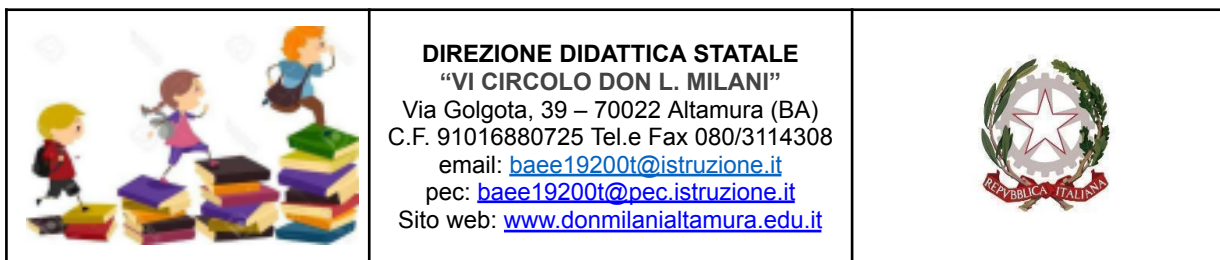 DIREZIONE DIDATTICA STATALE
“VI CIRCOLO DON L. MILANI”
Via Golgota, 39 – 70022 Altamura (BA)
C.F. 91016880725 Tel.e Fax 080/3114308
email: baee19200t@istruzione.it
pec: baee19200t@pec.istruzione.it
Sito web: www.donmilanialtamura.edu.it
REPVBBLICA ITALIANA